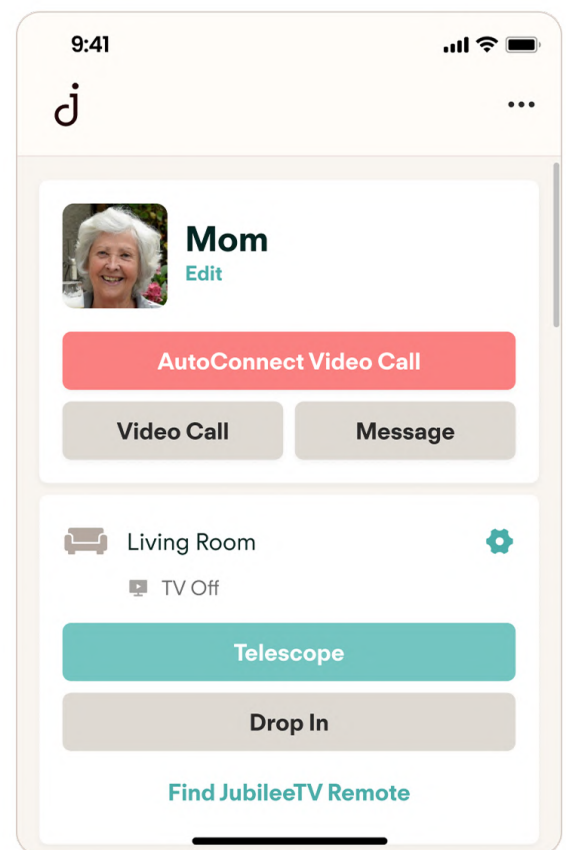 9:41
Mom
Edit
AutoConnect Video Call
Video Call
Message
Living Room
TV Off
Telescope
Drop In
Find JubileeTV Remote